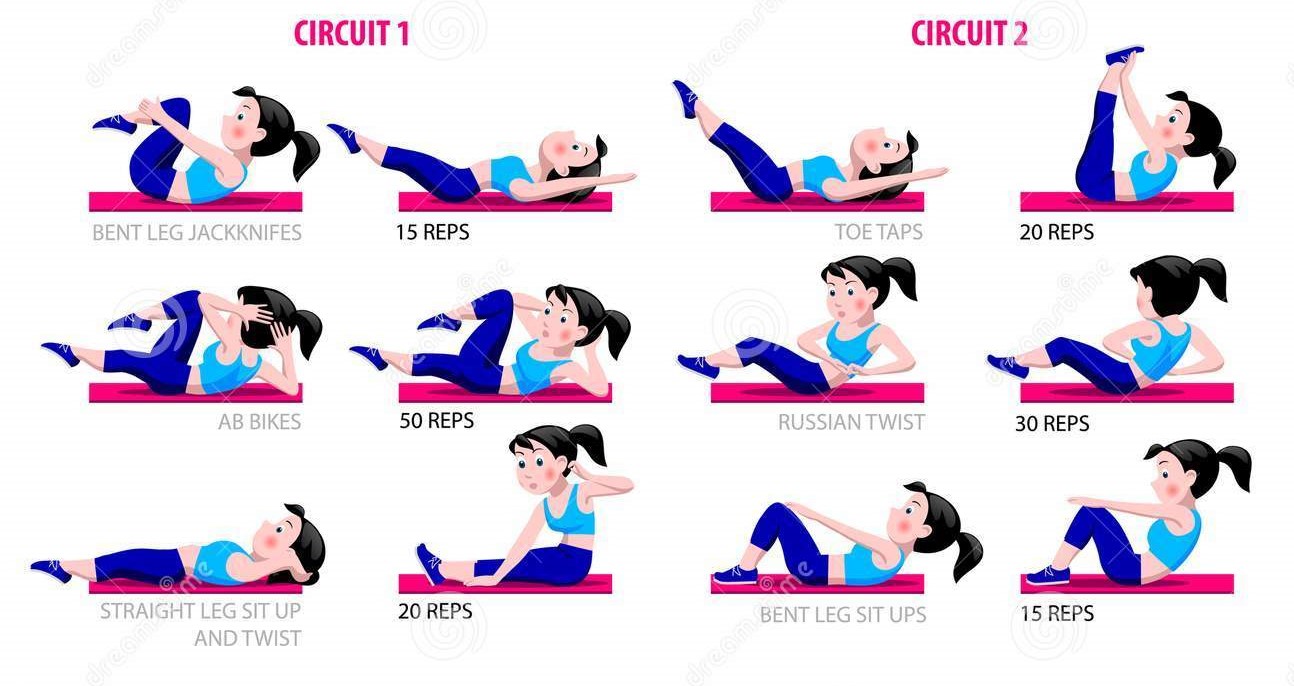 CIRCUIT 1
BENT LEG JACKKNIFES
15 REPS
AB BIKES
50 REPS
STRAIGHT LEG SIT UP
AND TWIST
20 REPS
CIRCUIT 2
TOE TAPS
20 REPS
RUSSIAN TWIST
30 REPS
BENT LEG SIT UPS
15 REPS
dreamstime